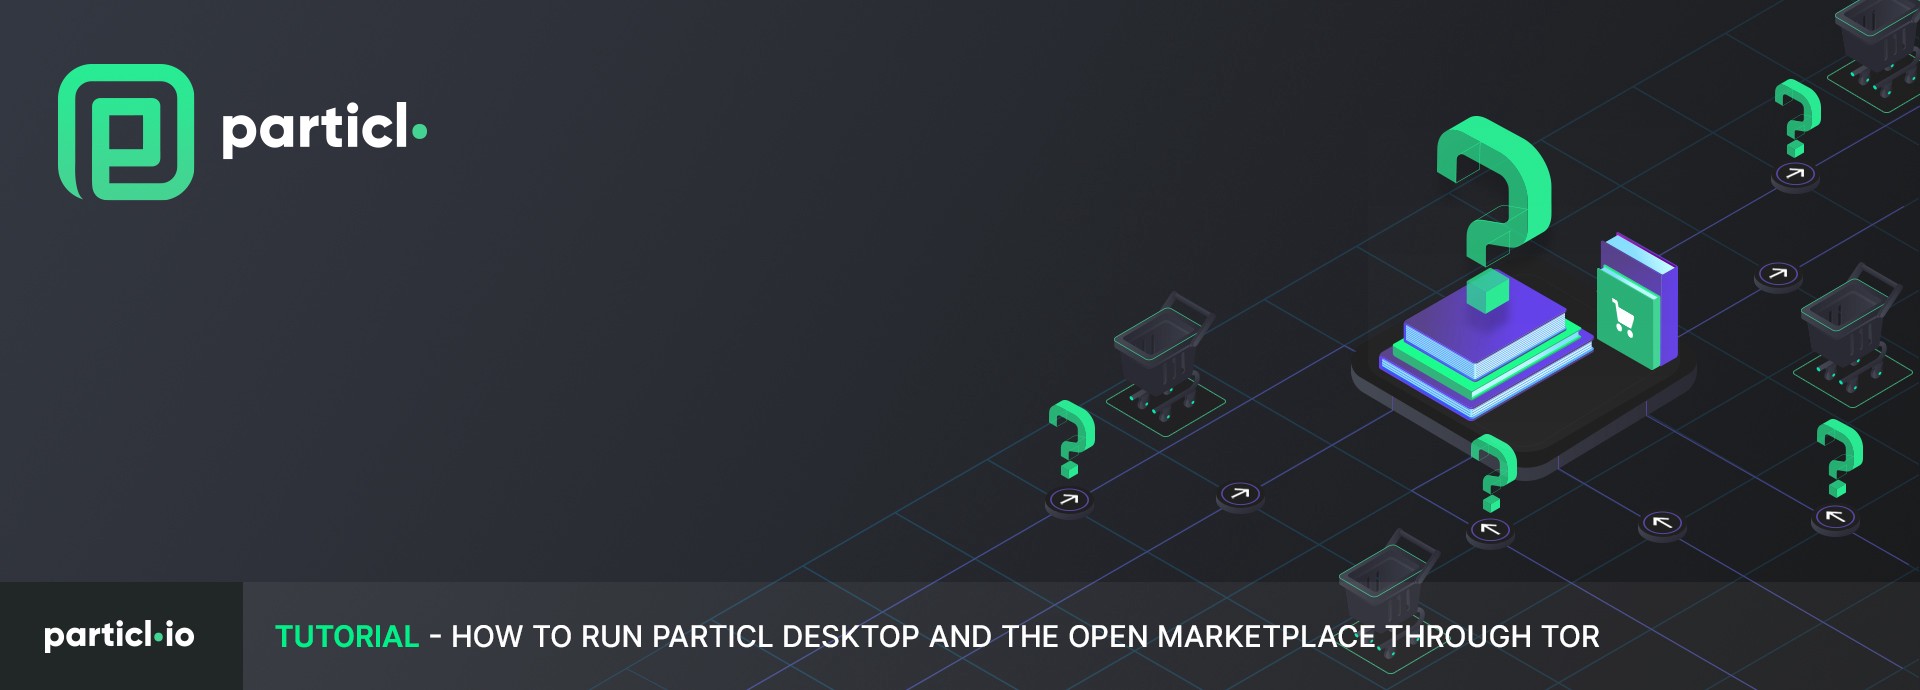 particl
particl.io
TUTORIAL - HOW TO RUN PARTICL DESKTOP AND THE OPEN MARKETPLACE THROUGH TOR